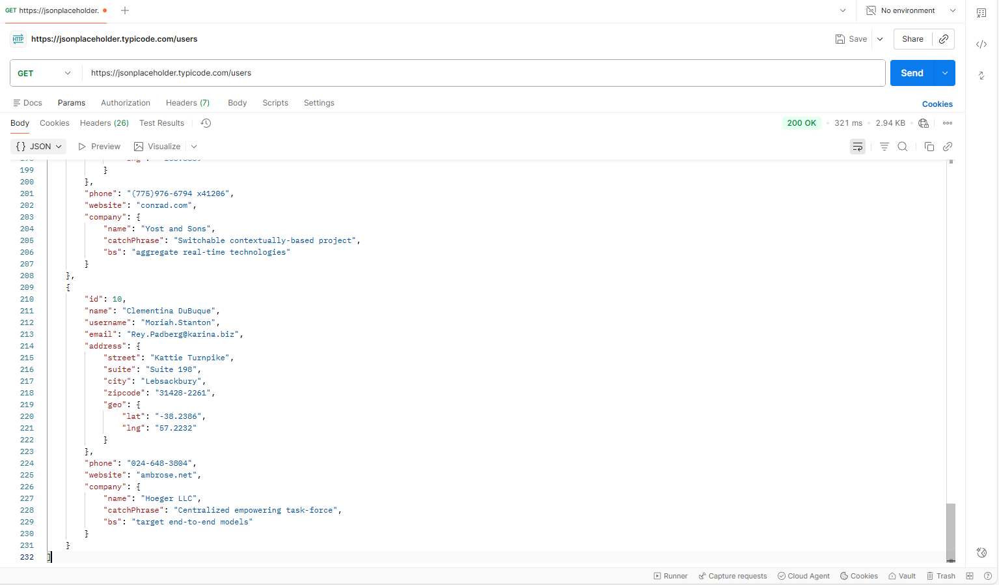 GET https://jsonplaceholder.
No environment
HTTP https://jsonplaceholder.typicode.com/users
Save Share
GET https://jsonplaceholder.typicode.com/users Send
Docs Params Authorization Headers (7) Body Scripts Settings Cookies
Body Cookies Headers (26) Test Results 200 OK • 321 ms • 2.94 KB •
{} JSON Preview Visualize
199 }
200 },
201 "phone": "(775)976-6794 x41206",
202 "website": "conrad.com",
203 "company": {
204 "name": "Yost and Sons",
205 "catchPhrase": "Switchable contextually-based project",
206 "bs": "aggregate real-time technologies"
207 }
208 },
209 {
210 "id": 10,
211 "name": "Clementina DuBuque",
212 "username": "Moriah.Stanton",
213 "email": "Rey.Padberg@karina.biz",
214 "address": {
215 "street": "Kattie Turnpike",
216 "suite": "Suite 198",
217 "city": "Lebsackbury",
218 "zipcode": "31428-2261",
219 "geo": {
220 "lat": "-38.2386",
221 "lng": "57.2232"
222 }
223 },
224 "phone": "024-648-3804",
225 "website": "ambrose.net",
226 "company": {
227 "name": "Hoeger LLC",
228 "catchPhrase": "Centralized empowering task-force",
229 "bs": "target end-to-end models"
230 }
231 }
232 ]
Runner Capture requests Cloud Agent Cookies Vault Trash